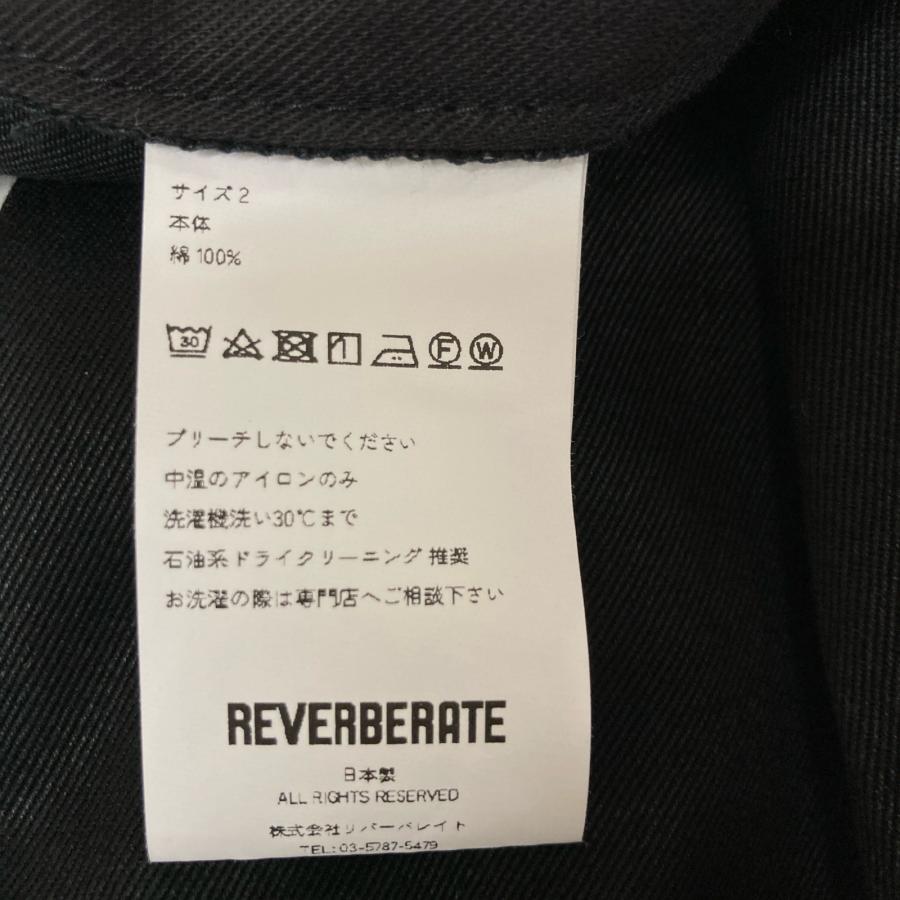 サイズ 2
本体
綿 100%
30
F W
ブリーチしないでください
中温のアイロンのみ
洗濯機洗い30℃まで
石油系ドライクリーニング 推奨
お洗濯の際は専門店へご相談下さい
REVERBERATE
日本製
ALL RIGHTS RESERVED
株式会社リバーバレイト
TEL: 03-5787-5479